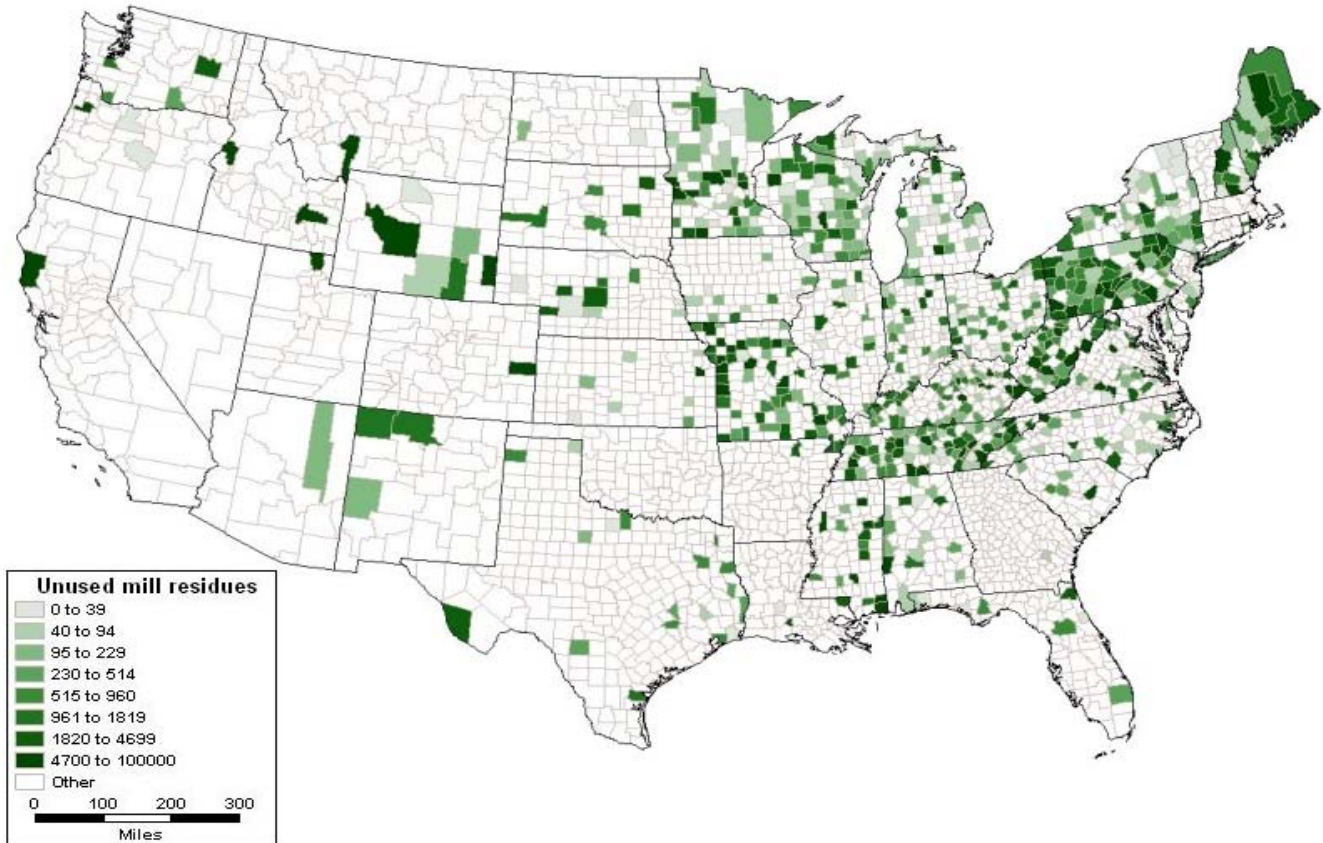 Unused mill residues
0 to 39
40 to 94
95 to 229
230 to 514
515 to 960
961 to 1819
1820 to 4699
4700 to 100000
Other
0 100 200 300
Miles